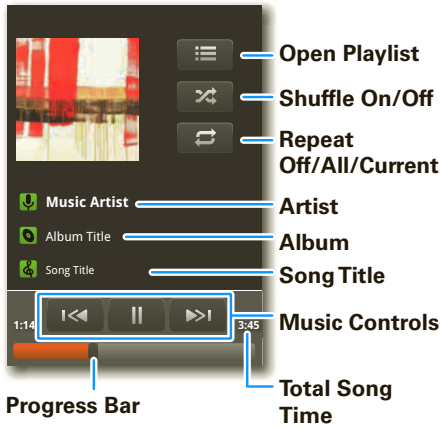 Open Playlist
Shuffle On/Off
Repeat
Off/All/Current
Music Artist
Artist
Album Title
Album
Song Title
Song Title
1:14
3:45
Music Controls
Progress Bar
Total Song
Time